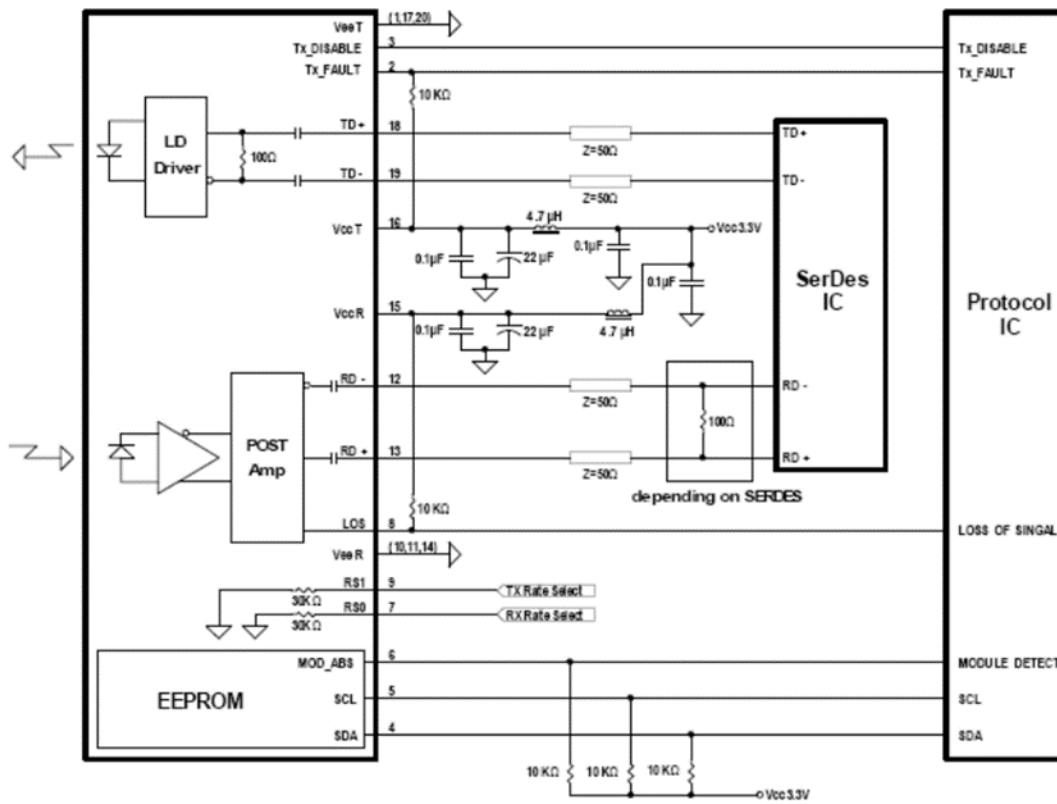 VeeT (1,17,20)
Tx_DISABLE 3 Tx_DISABLE
Tx_FAULT 2 Tx_FAULT
10 KΩ
LD
Driver
100Ω
TD+ 18 Z=50Ω TD+
TD- 19 Z=50Ω TD-
VccT 16 4.7 µH Vcc3.3V
0.1µF 22 µF 0.1µF
0.1µF
VccR 15
0.1µF 22 µF 4.7 µH
SerDes
IC
Protocol
IC
RD - 12 Z=50Ω RD -
100Ω
POST
Amp
RD + 13 Z=50Ω RD +
depending on SERDES
10 KΩ
LOS 8 LOSS OF SINGAL
VeeR (10,11,14)
RS1 9 TX Rate Select
30KΩ
RS0 7 RX Rate Select
30KΩ
EEPROM
MOD_ABS 6 MODULE DETECT
SCL 5 SCL
SDA 4 SDA
10 KΩ 10 KΩ 10 KΩ
Vcc3.3V